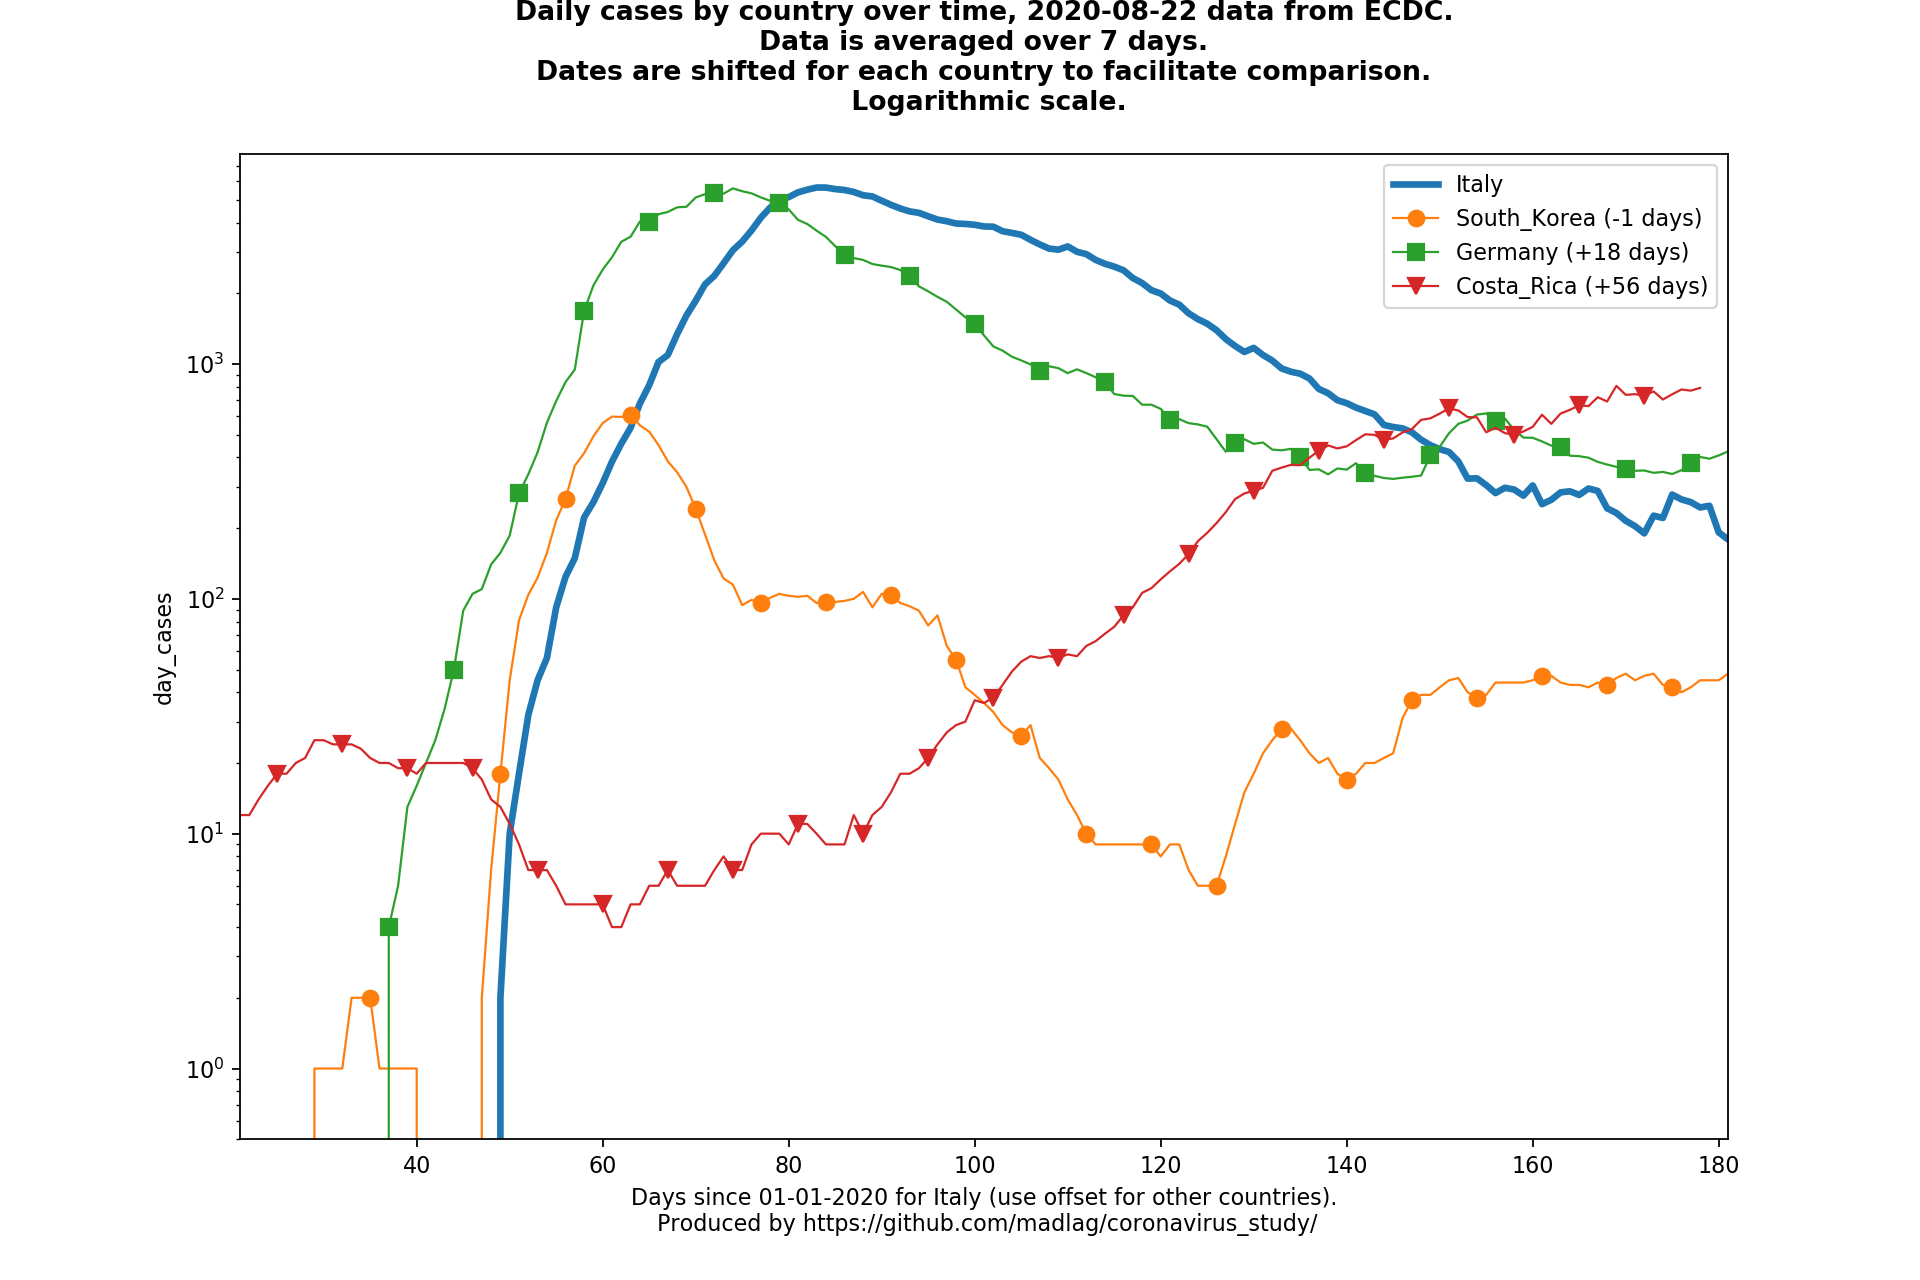 Daily cases by country over time, 2020-08-22 data from ECDC.
Data is averaged over 7 days.
Dates are shifted for each country to facilitate comparison.
Logarithmic scale.
Italy
South_Korea (-1 days)
Germany (+18 days)
Costa_Rica (+56 days)
day_cases
10³
10²
10¹
10⁰
40 60 80 100 120 140 160 180
Days since 01-01-2020 for Italy (use offset for other countries).
Produced by https://github.com/madlag/coronavirus_study/